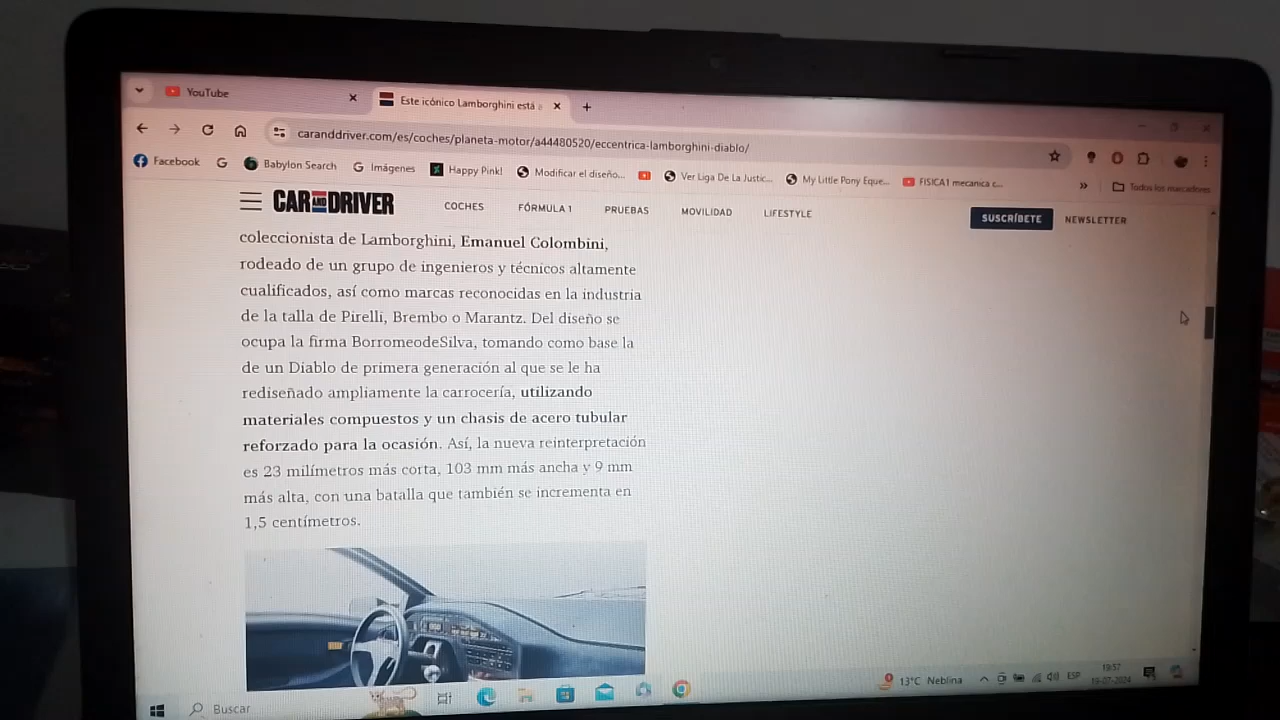 YouTube
Este icónico Lamborghini está
caranddriver.com/es/coches/planeta-motor/a44480520/eccentrica-lamborghini-diablo/
Facebook
Babylon Search
Imágenes
Happy Pink!
Modificar el diseño...
Ver Liga De La Justic...
My Little Pony Eque...
FISICA1 mecanica c...
»
Todos los marcadores
CAR AND DRIVER
COCHES
FÓRMULA 1
PRUEBAS
MOVILIDAD
LIFESTYLE
SUSCRÍBETE
NEWSLETTER
coleccionista de Lamborghini, Emanuel Colombini,
rodeado de un grupo de ingenieros y técnicos altamente
cualificados, así como marcas reconocidas en la industria
de la talla de Pirelli, Brembo o Marantz. Del diseño se
ocupa la firma BorromeodeSilva, tomando como base la
de un Diablo de primera generación al que se le ha
rediseñado ampliamente la carrocería, utilizando
materiales compuestos y un chasis de acero tubular
reforzado para la ocasión. Así, la nueva reinterpretación
es 23 milímetros más corta, 103 mm más ancha y 9 mm
más alta, con una batalla que también se incrementa en
1,5 centímetros.
Buscar
13°C Neblina
ESP
19:57
19-07-2024